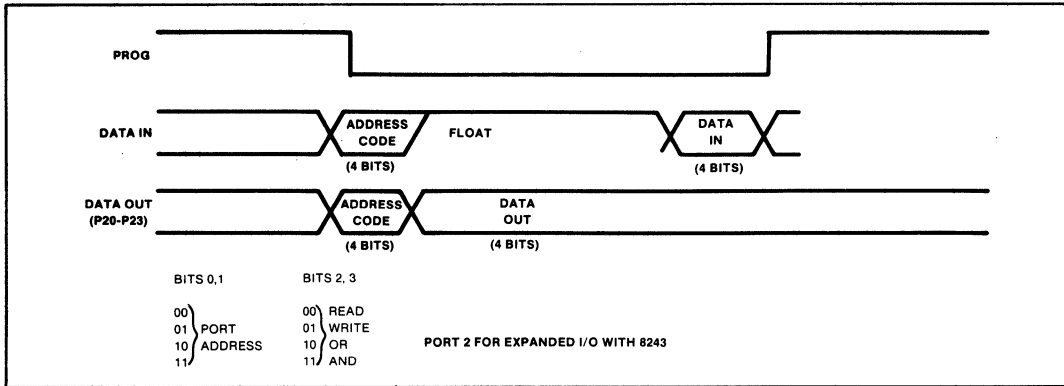 PROG
DATA IN
ADDRESS
CODE
FLOAT
DATA
IN
(4 BITS)
(4 BITS)
DATA OUT
(P20-P23)
ADDRESS
CODE
DATA
OUT
(4 BITS)
(4 BITS)
BITS 0,1
BITS 2, 3
00
01
10
11
PORT
ADDRESS
00 READ
01 WRITE
10 OR
11 AND
PORT 2 FOR EXPANDED I/O WITH 8243